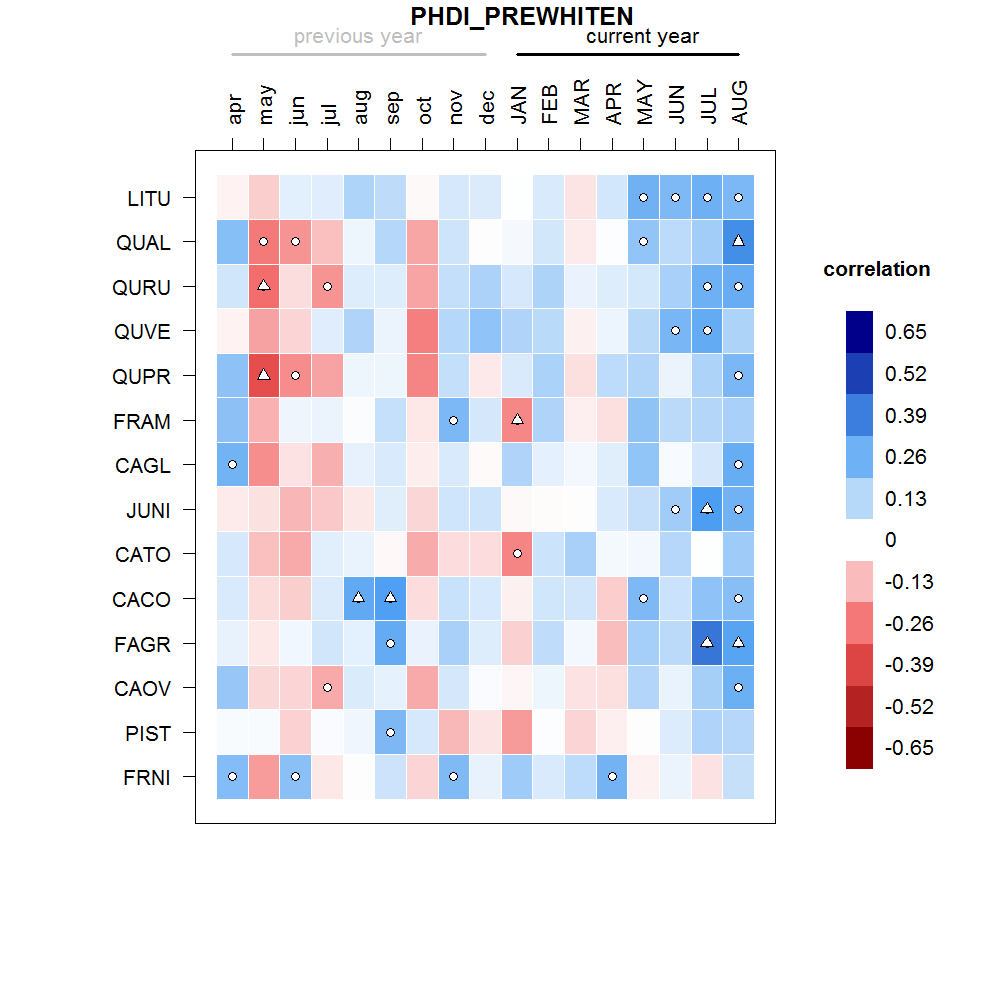 PHDI_PREWHITEN
previous year current year
apr may jun jul aug sep oct nov dec JAN FEB MAR APR MAY JUN JUL AUG
LITU
QUAL
QURU
QUVE
QUPR
FRAM
CAGL
JUNI
CATO
CACO
FAGR
CAOV
PIST
FRNI
correlation
0.65
0.52
0.39
0.26
0.13
0
-0.13
-0.26
-0.39
-0.52
-0.65